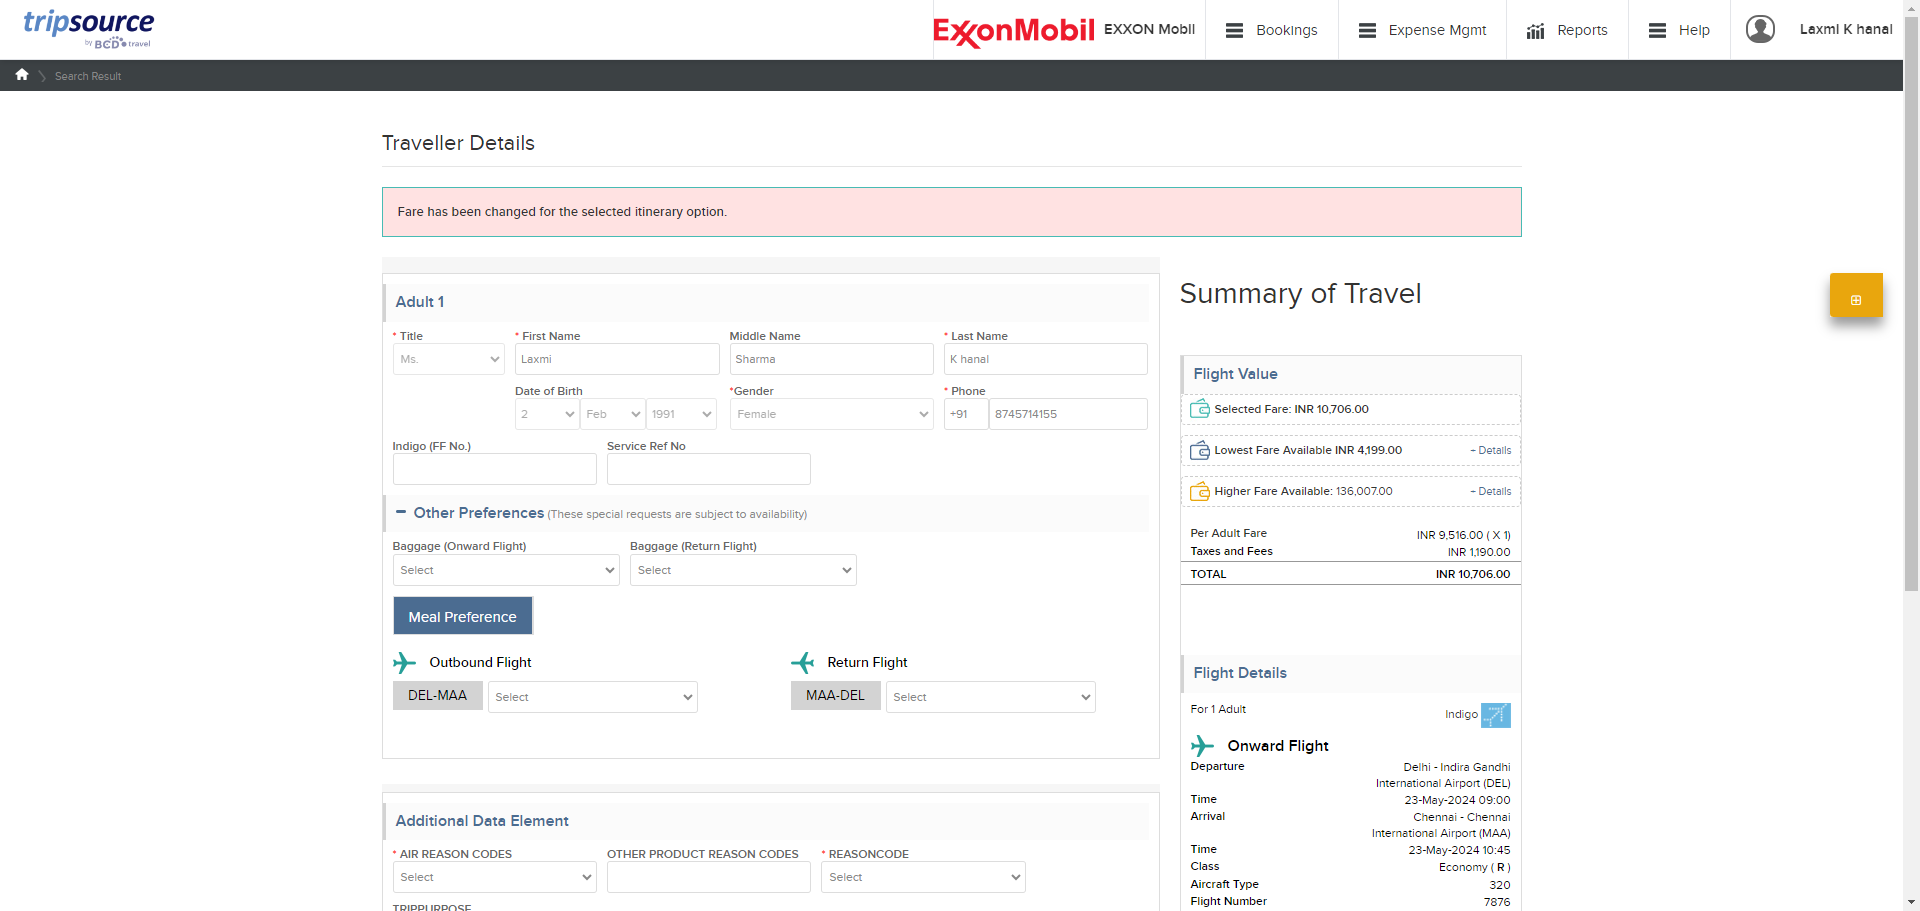 tripsource
by BCD travel
ExxonMobil
EXXON Mobil
Bookings
Expense Mgmt
Reports
Help
Laxmi K hanal
Search Result
Traveller Details
Fare has been changed for the selected itinerary option.
Adult 1
* Title
* First Name
Middle Name
* Last Name
Ms.
Laxmi
Sharma
K hanal
Date of Birth
*Gender
* Phone
2
Feb
1991
Female
+91
8745714155
Indigo (FF No.)
Service Ref No
Other Preferences (These special requests are subject to availability)
Baggage (Onward Flight)
Baggage (Return Flight)
Select
Select
Meal Preference
Outbound Flight
Return Flight
DEL-MAA
Select
MAA-DEL
Select
Additional Data Element
* AIR REASON CODES
OTHER PRODUCT REASON CODES
* REASONCODE
Select
Select
TRIPPURPOSE
Summary of Travel
Flight Value
Selected Fare: INR 10,706.00
Lowest Fare Available INR 4,199.00
+ Details
Higher Fare Available: 136,007.00
+ Details
Per Adult Fare
INR 9,516.00 ( X 1)
Taxes and Fees
INR 1,190.00
TOTAL
INR 10,706.00
Flight Details
For 1 Adult
Indigo
Onward Flight
Departure
Delhi - Indira Gandhi
International Airport (DEL)
Time
23-May-2024 09:00
Arrival
Chennai - Chennai
International Airport (MAA)
Time
23-May-2024 10:45
Class
Economy ( R )
Aircraft Type
320
Flight Number
7876